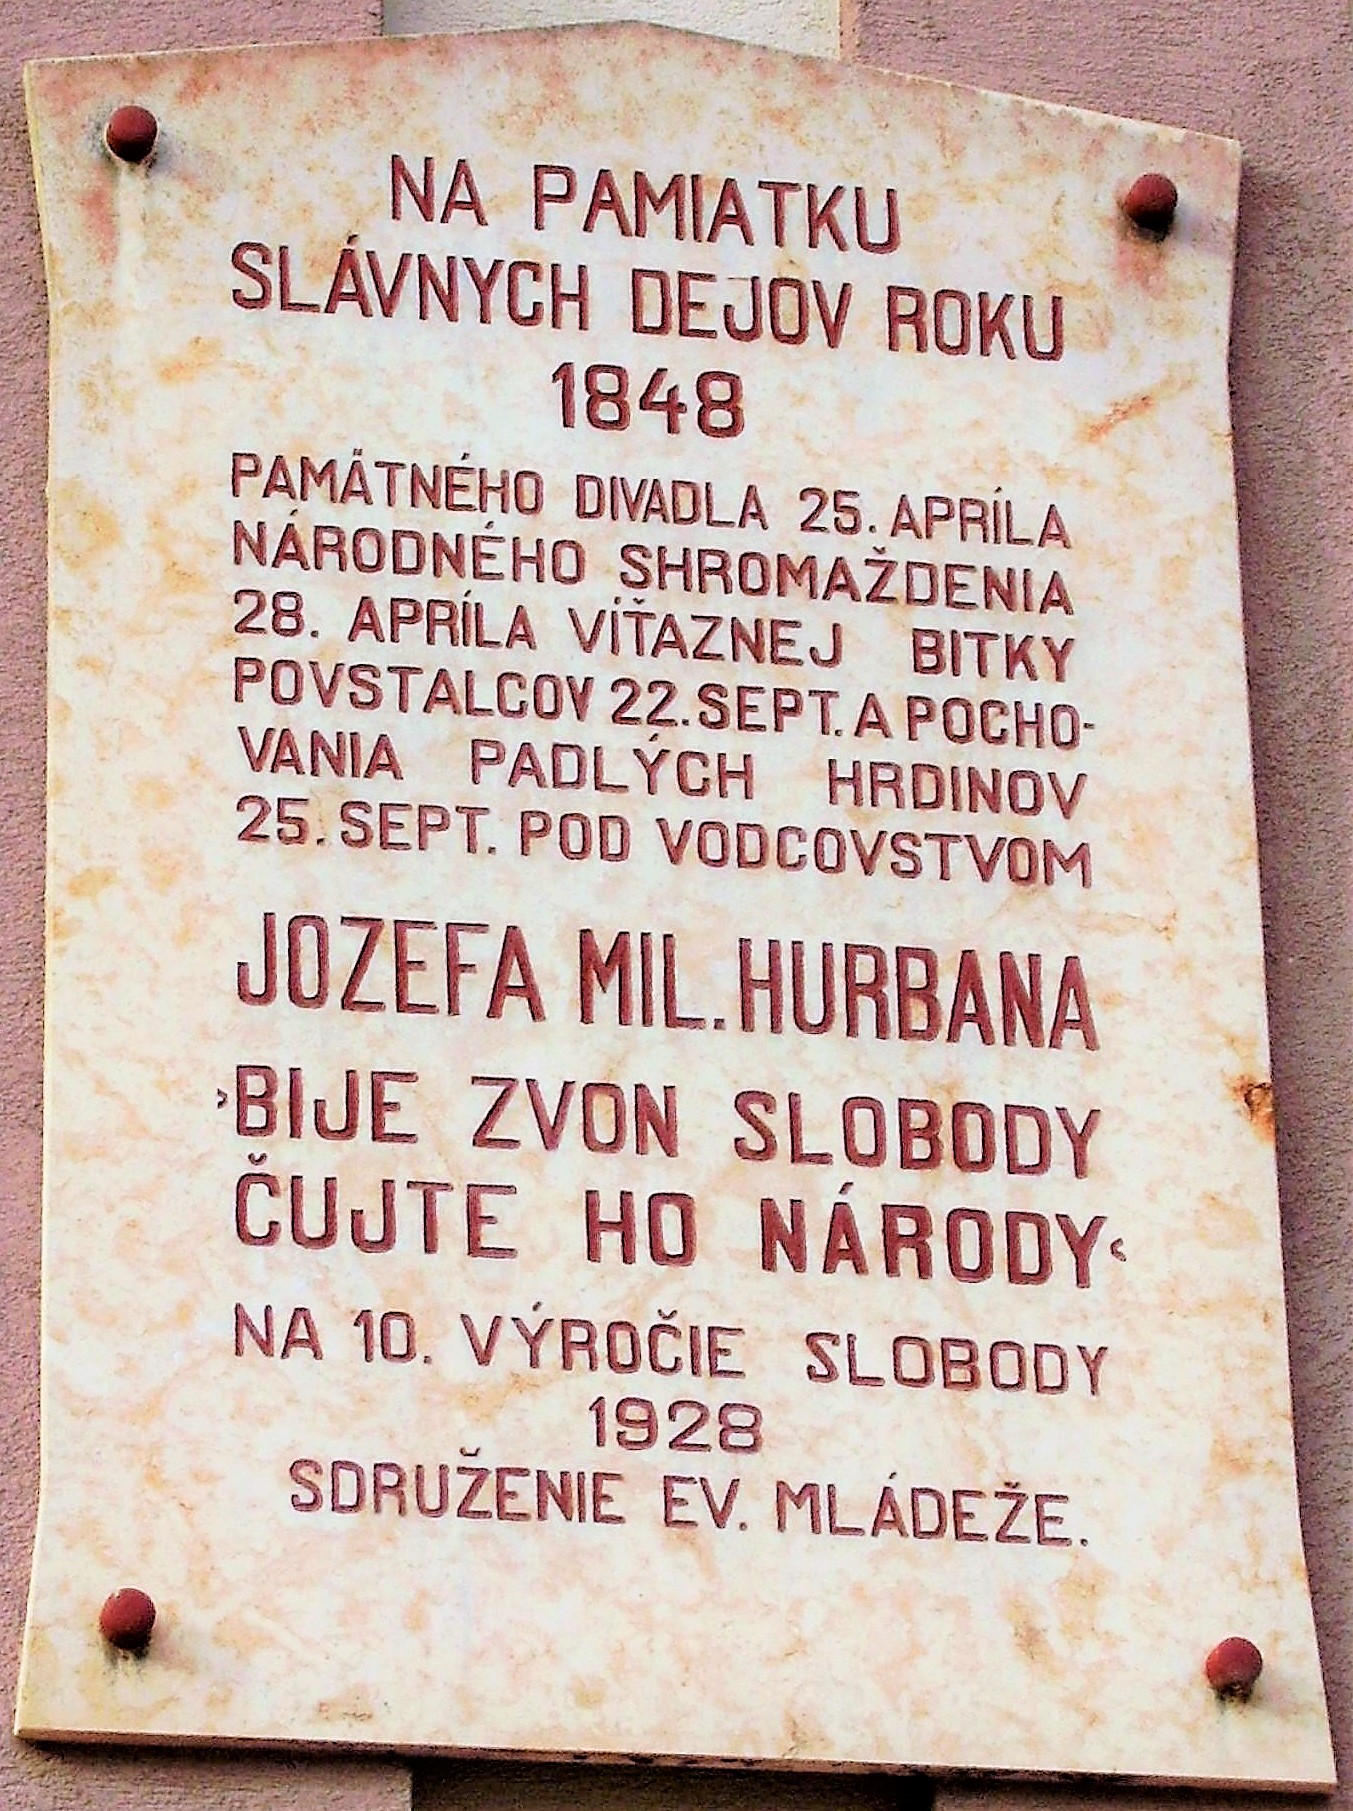 NA PAMIATKU
SLÁVNYCH DEJOV ROKU
1848
PAMÄTNÉHO DIVADLA 25. APRÍLA
NÁRODNÉHO SHROMAŽDENIA
28. APRÍLA VÍŤAZNEJ BITKY
POVSTALCOV 22. SEPT. A POCHO-
VANIA PADLÝCH HRDINOV
25. SEPT. POD VODCOVSTVOM
JOZEFA MIL. HURBANA
›BIJE ZVON SLOBODY
ČUJTE HO NÁRODY‹
NA 10. VÝROČIE SLOBODY
1928
SDRUŽENIE EV. MLÁDEŽE.